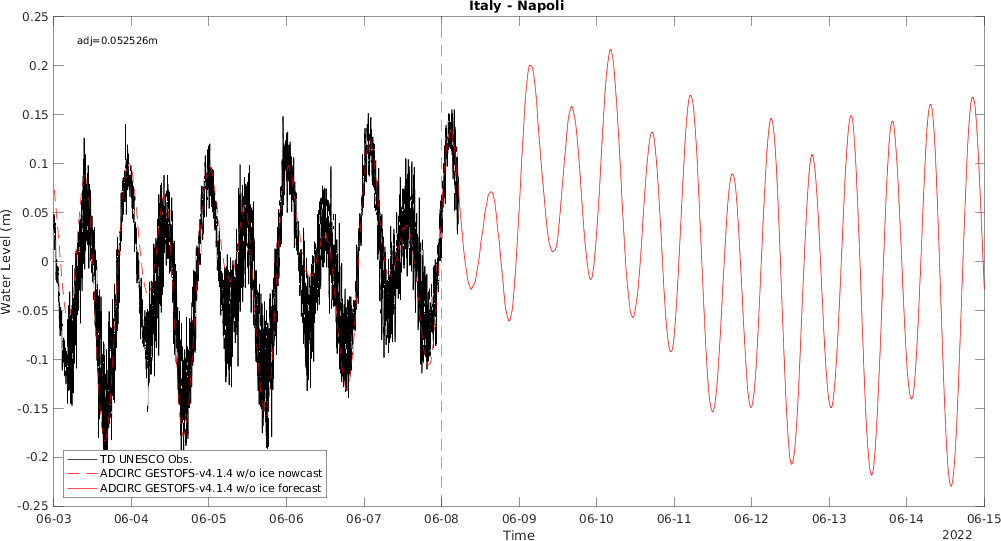 Italy - Napoli
adj=0.052526m
0.25
0.2
0.15
0.1
0.05
0
-0.05
-0.1
-0.15
-0.2
-0.25
Water Level (m)
TD UNESCO Obs.
ADCIRC GESTOFS-v4.1.4 w/o ice nowcast
ADCIRC GESTOFS-v4.1.4 w/o ice forecast
06-03 06-04 06-05 06-06 06-07 06-08 06-09 06-10 06-11 06-12 06-13 06-14 06-15
Time
2022